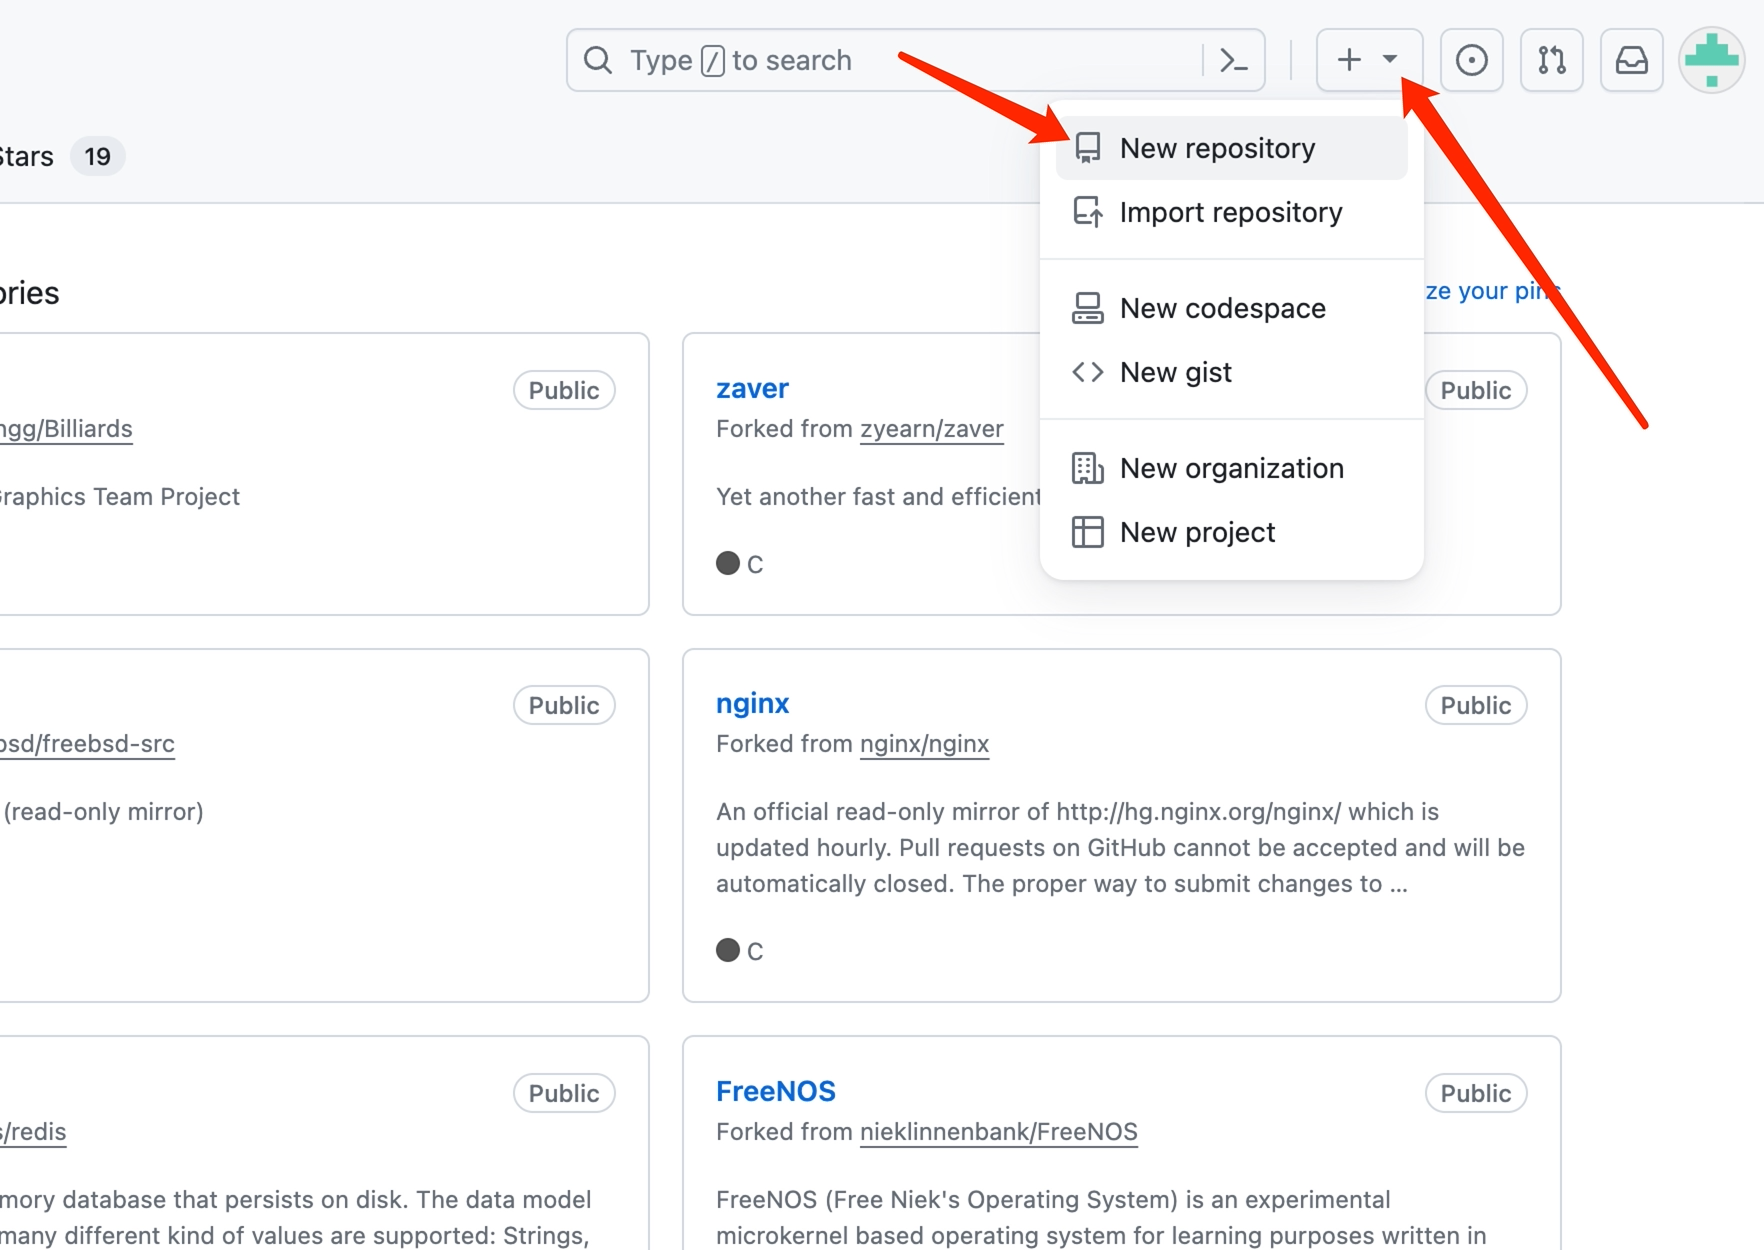 Type / to search
Stars 19
New repository
Import repository
New codespace
New gist
New organization
New project
ories
ze your pins
Public
ngg/Billiards
Graphics Team Project
zaver
Public
Forked from zyearn/zaver
Yet another fast and efficient
C
Public
bsd/freebsd-src
(read-only mirror)
nginx
Public
Forked from nginx/nginx
An official read-only mirror of http://hg.nginx.org/nginx/ which is
updated hourly. Pull requests on GitHub cannot be accepted and will be
automatically closed. The proper way to submit changes to ...
C
Public
s/redis
mory database that persists on disk. The data model
many different kind of values are supported: Strings,
FreeNOS
Public
Forked from nieklinnenbank/FreeNOS
FreeNOS (Free Niek's Operating System) is an experimental
microkernel based operating system for learning purposes written in